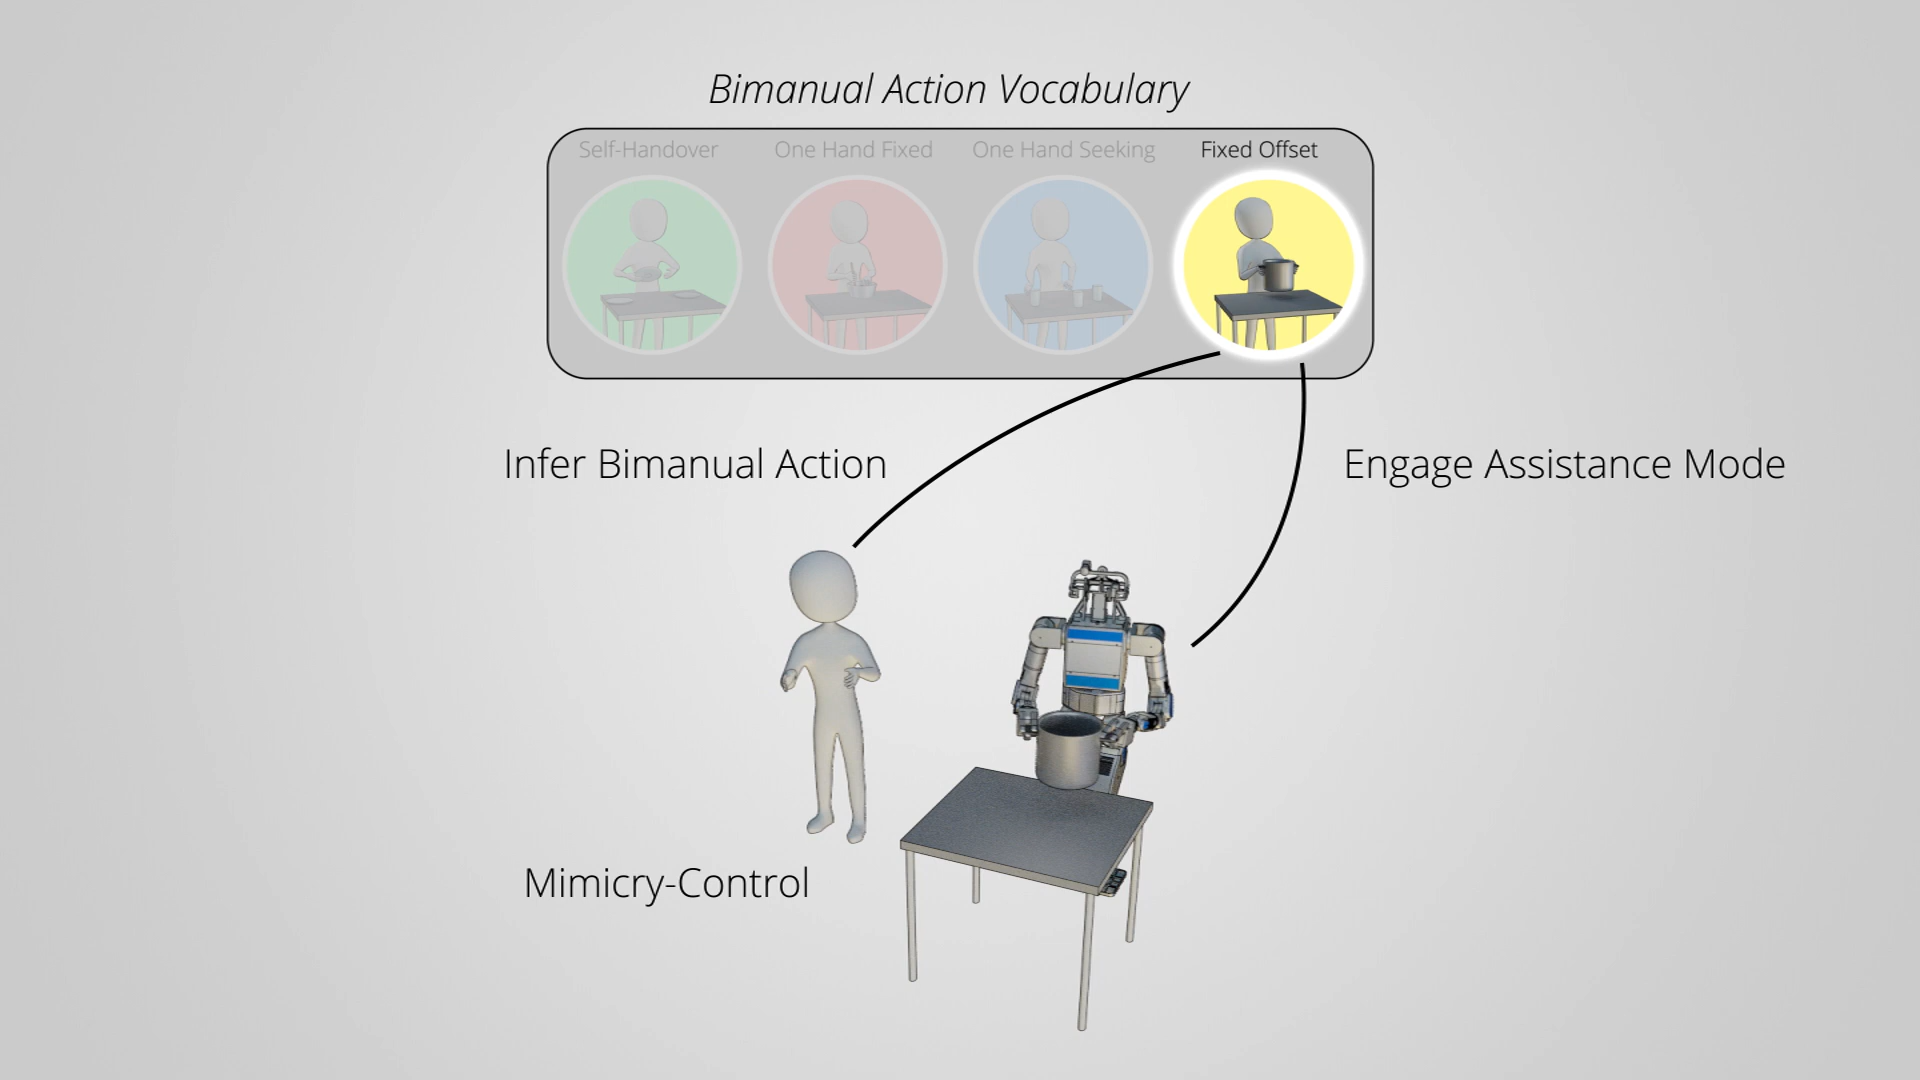 Bimanual Action Vocabulary
Self-Handover
One Hand Fixed
One Hand Seeking
Fixed Offset
Infer Bimanual Action
Engage Assistance Mode
Mimicry-Control